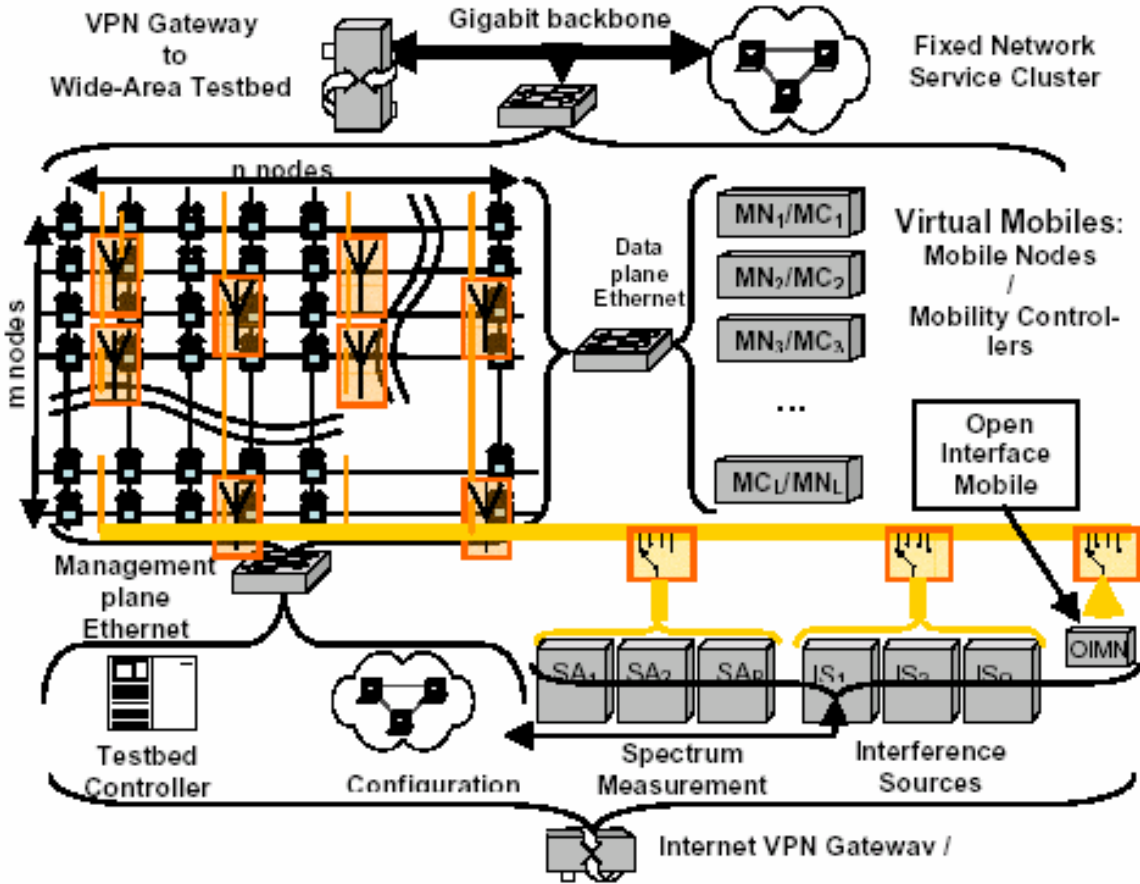 VPN Gateway
to
Wide-Area Testbed
Gigabit backbone
Fixed Network
Service Cluster
n nodes
m nodes
Data
plane
Ethernet
MN1/MC1
MN2/MC2
MN3/MC3
...
MCL/MNL
Virtual Mobiles:
Mobile Nodes
/
Mobility Control-
lers
Open
Interface
Mobile
Management
plane
Ethernet
SA1
SA2
SAP
IS1
IS2
ISQ
OIMN
Testbed
Controller
Configuration
Spectrum
Measurement
Interference
Sources
Internet VPN Gateway /